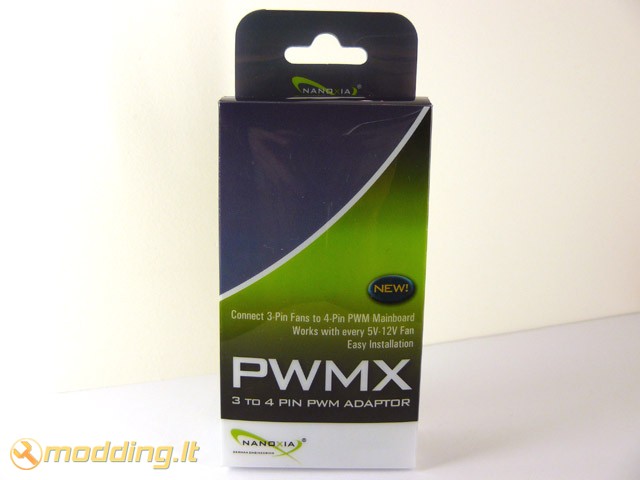 NANOXIA®
NEW!
Connect 3-Pin Fans to 4-Pin PWM Mainboard
Works with every 5V-12V Fan
Easy Installation
PWMX
3 TO 4 PIN PWM ADAPTOR
NANOXIA®
modding.lt